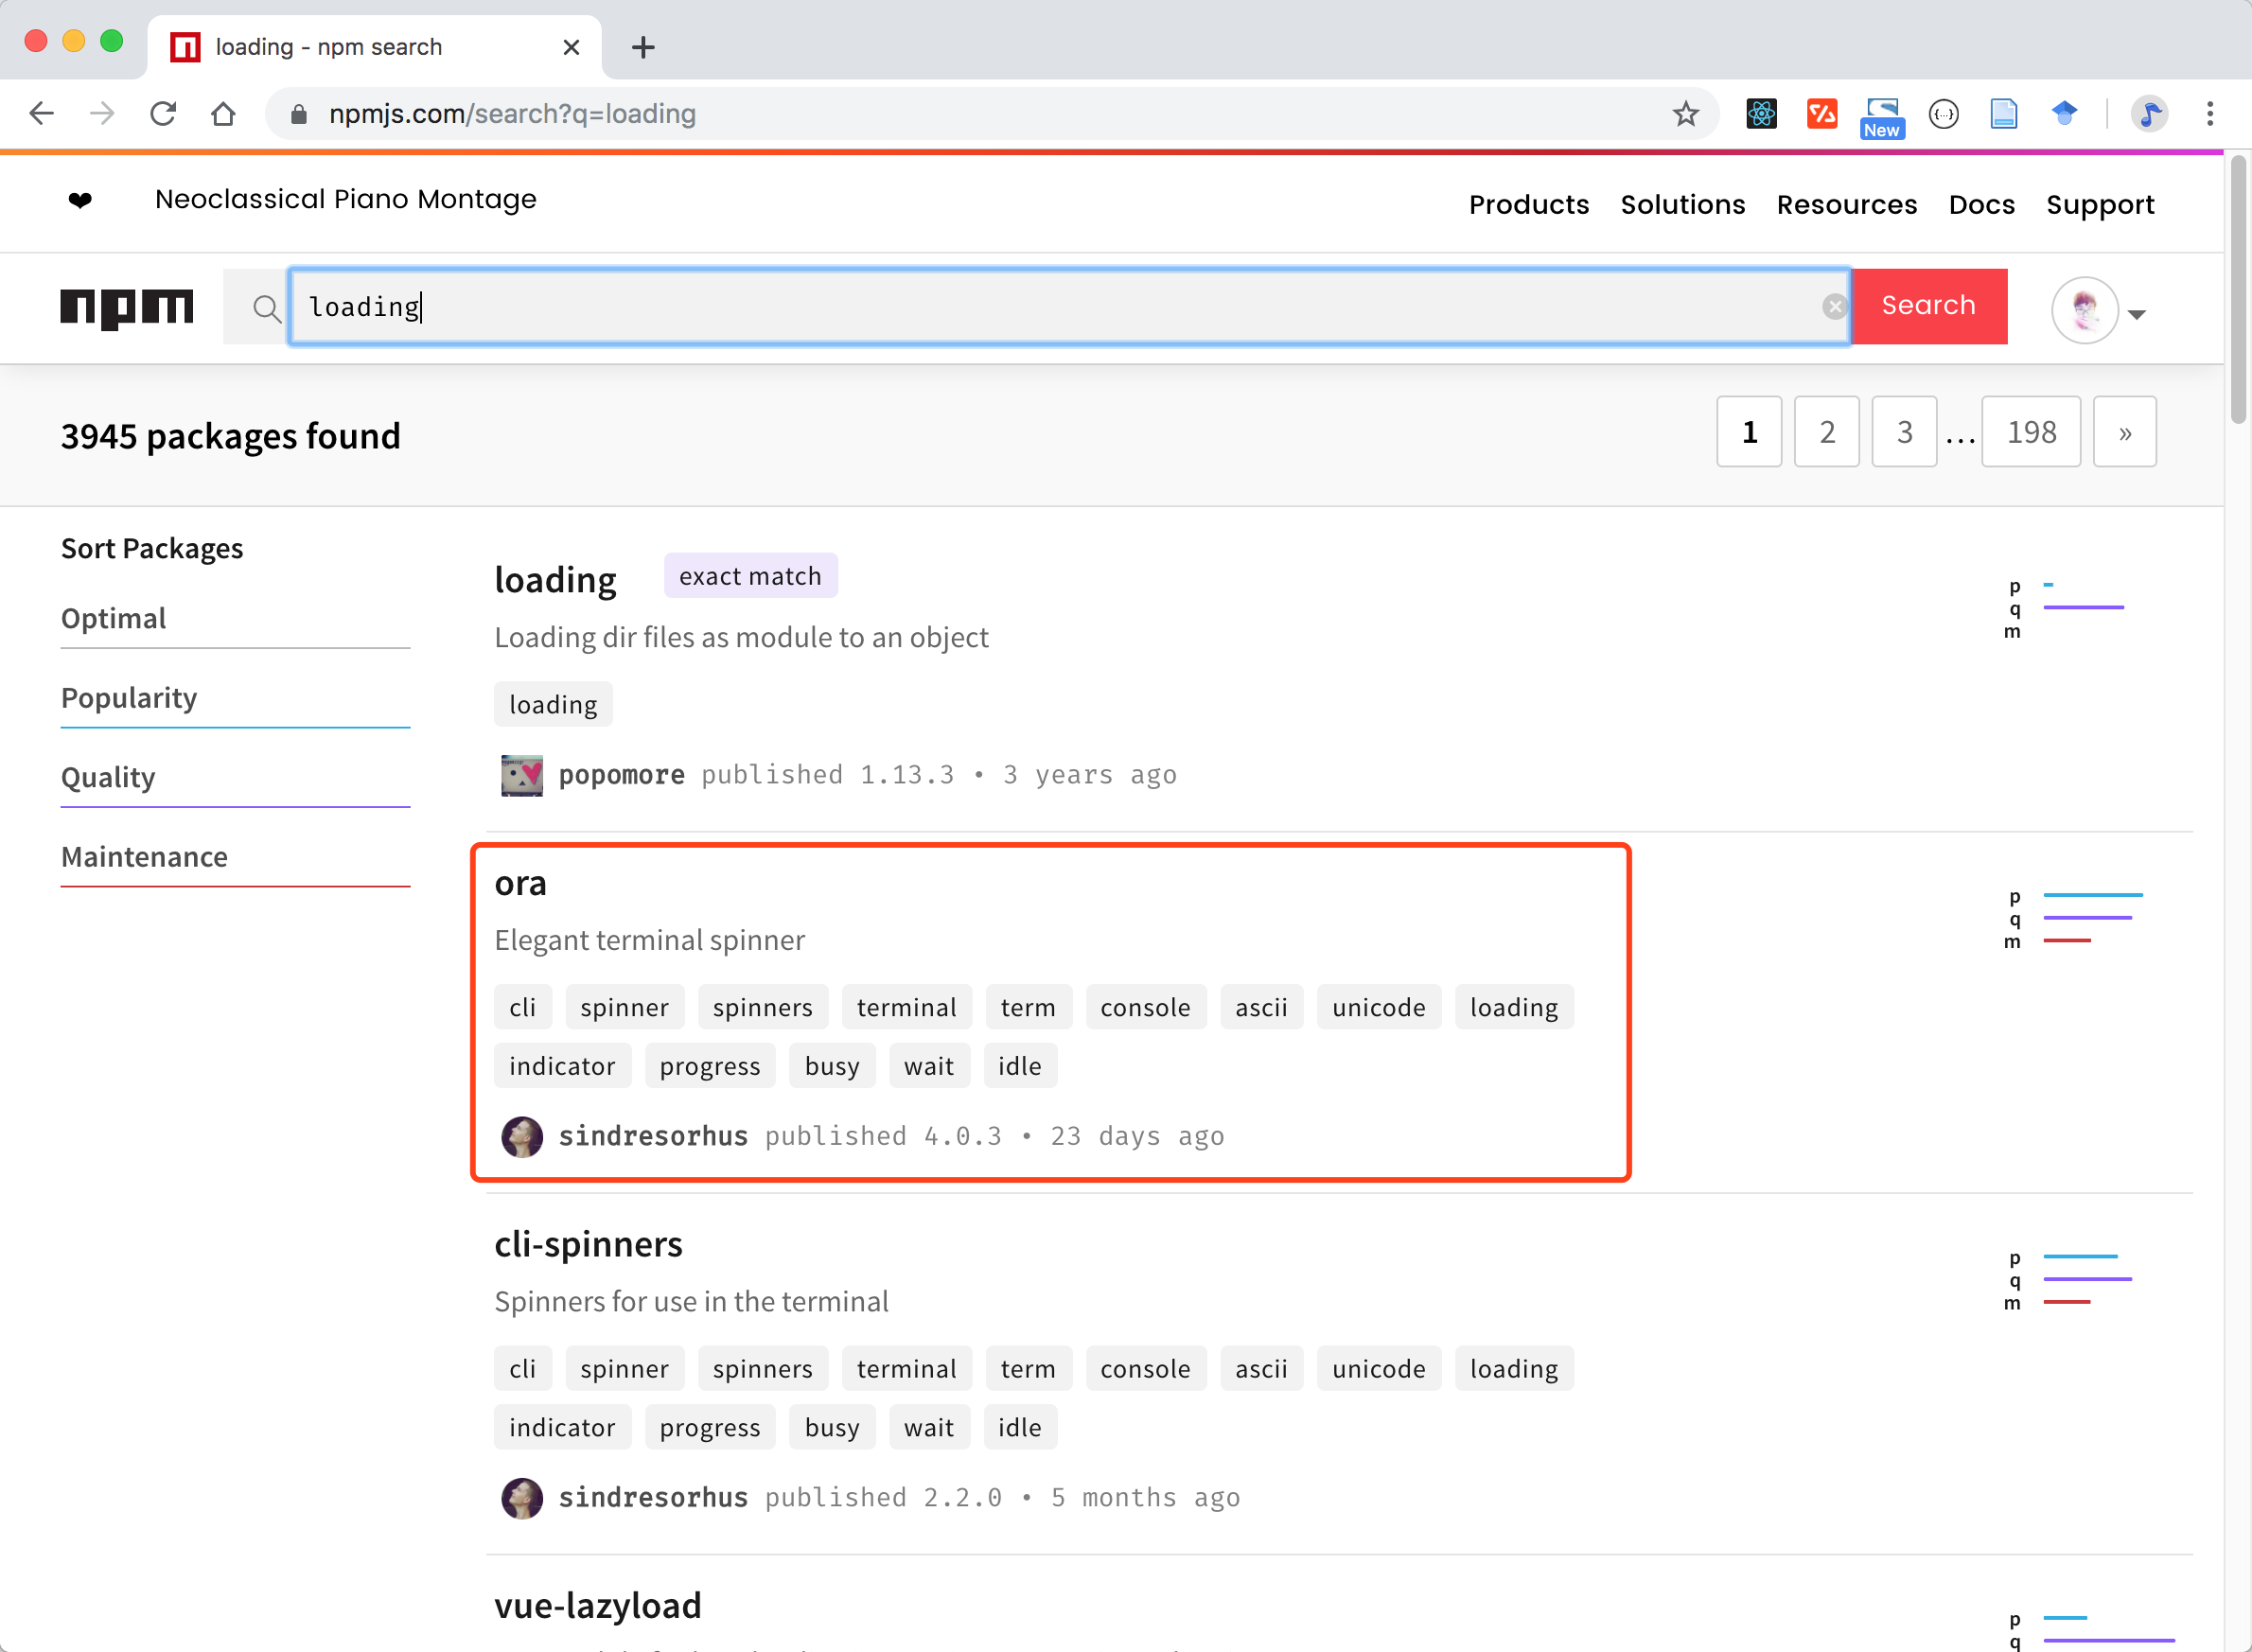 loading - npm search
npmjs.com/search?q=loading
New
❤ Neoclassical Piano Montage
Products Solutions Resources Docs Support
npm
loading
Search
3945 packages found
1 2 3 ... 198 »
Sort Packages
Optimal
Popularity
Quality
Maintenance
loading exact match
Loading dir files as module to an object
loading
popomore published 1.13.3 • 3 years ago
p
q
m
ora
Elegant terminal spinner
cli spinner spinners terminal term console ascii unicode loading
indicator progress busy wait idle
sindresorhus published 4.0.3 • 23 days ago
p
q
m
cli-spinners
Spinners for use in the terminal
cli spinner spinners terminal term console ascii unicode loading
indicator progress busy wait idle
sindresorhus published 2.2.0 • 5 months ago
p
q
m
vue-lazyload
p
q